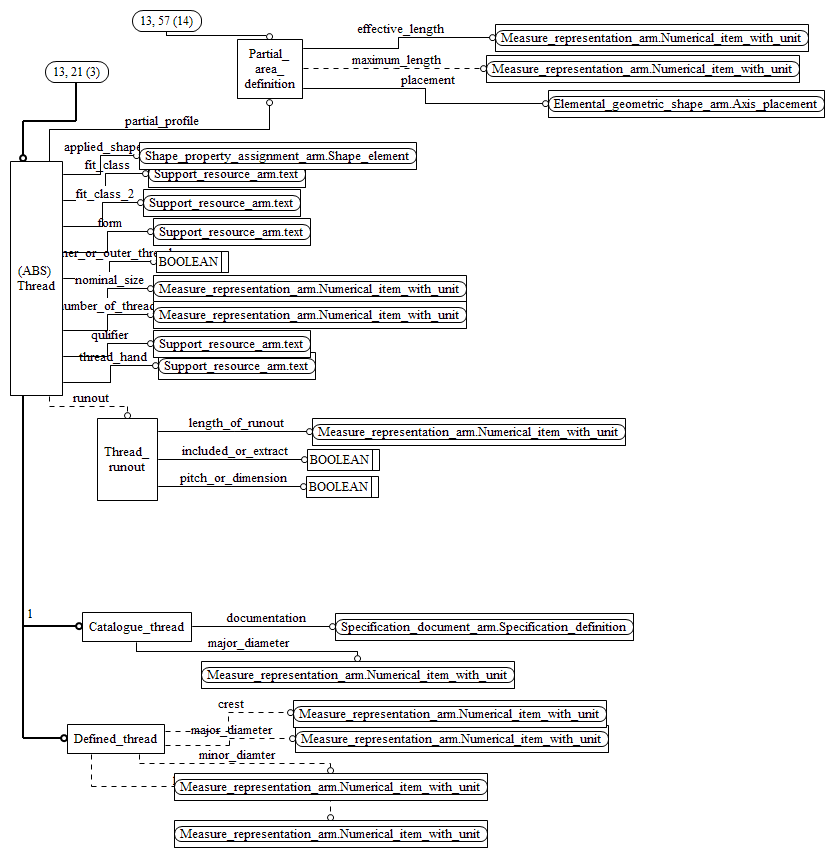 13, 57 (14)
effective_length
Measure_representation_arm.Numerical_item_with_unit
Partial_
area_
definition
maximum_length
Measure_representation_arm.Numerical_item_with_unit
13, 21 (3)
placement
Elemental_geometric_shape_arm.Axis_placement
partial_profile
applied_shape
Shape_property_assignment_arm.Shape_element
fit_class
Support_resource_arm.text
fit_class_2
Support_resource_arm.text
form
Support_resource_arm.text
ner_or_outer_thre
BOOLEAN
(ABS)
Thread
nominal_size
Measure_representation_arm.Numerical_item_with_unit
umber_of_thread
Measure_representation_arm.Numerical_item_with_unit
qulifier
Support_resource_arm.text
thread_hand
Support_resource_arm.text
runout
length_of_runout
Measure_representation_arm.Numerical_item_with_unit
Thread_
runout
included_or_extract
BOOLEAN
pitch_or_dimension
BOOLEAN
1
Catalogue_thread
documentation
Specification_document_arm.Specification_definition
major_diameter
Measure_representation_arm.Numerical_item_with_unit
crest
Measure_representation_arm.Numerical_item_with_unit
Defined_thread
major_diameter
Measure_representation_arm.Numerical_item_with_unit
minor_diamter
Measure_representation_arm.Numerical_item_with_unit
Measure_representation_arm.Numerical_item_with_unit